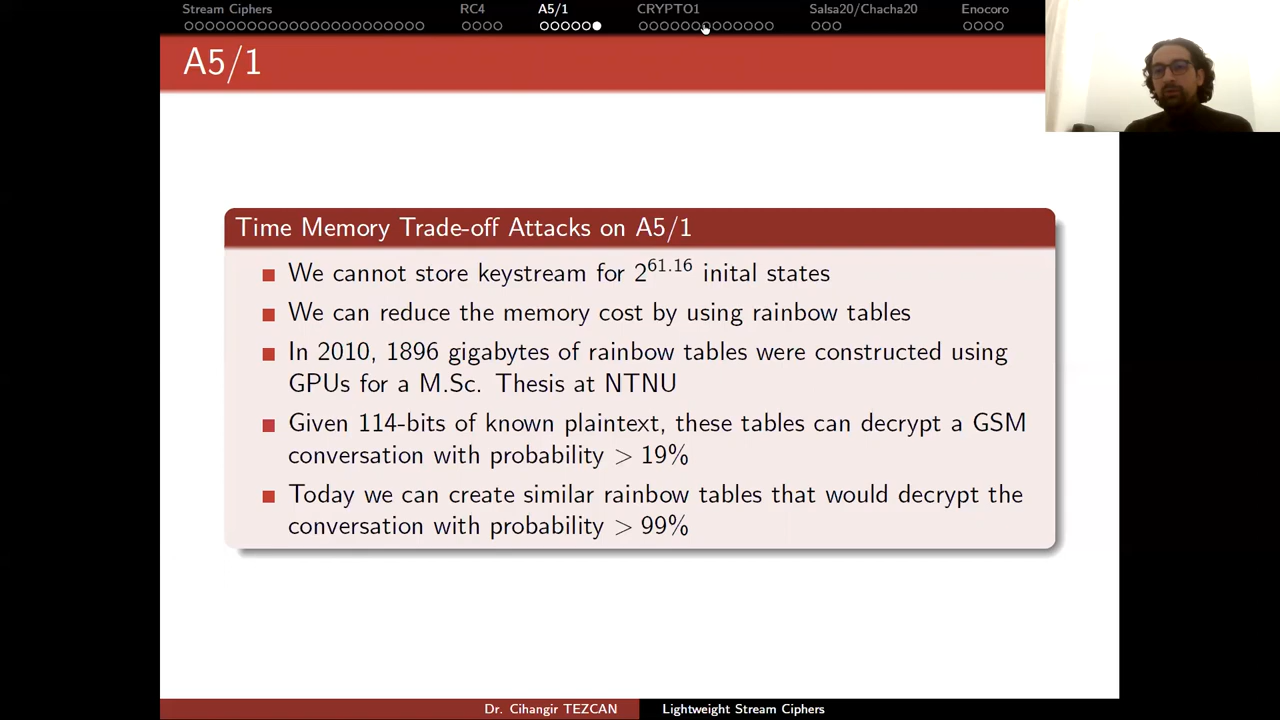 Stream Ciphers RC4 A5/1 CRYPTO1 Salsa20/Chacha20 Enocoro
A5/1
Time Memory Trade-off Attacks on A5/1
We cannot store keystream for 2^61.16 inital states
We can reduce the memory cost by using rainbow tables
In 2010, 1896 gigabytes of rainbow tables were constructed using
GPUs for a M.Sc. Thesis at NTNU
Given 114-bits of known plaintext, these tables can decrypt a GSM
conversation with probability > 19%
Today we can create similar rainbow tables that would decrypt the
conversation with probability > 99%
Dr. Cihangir TEZCAN Lightweight Stream Ciphers